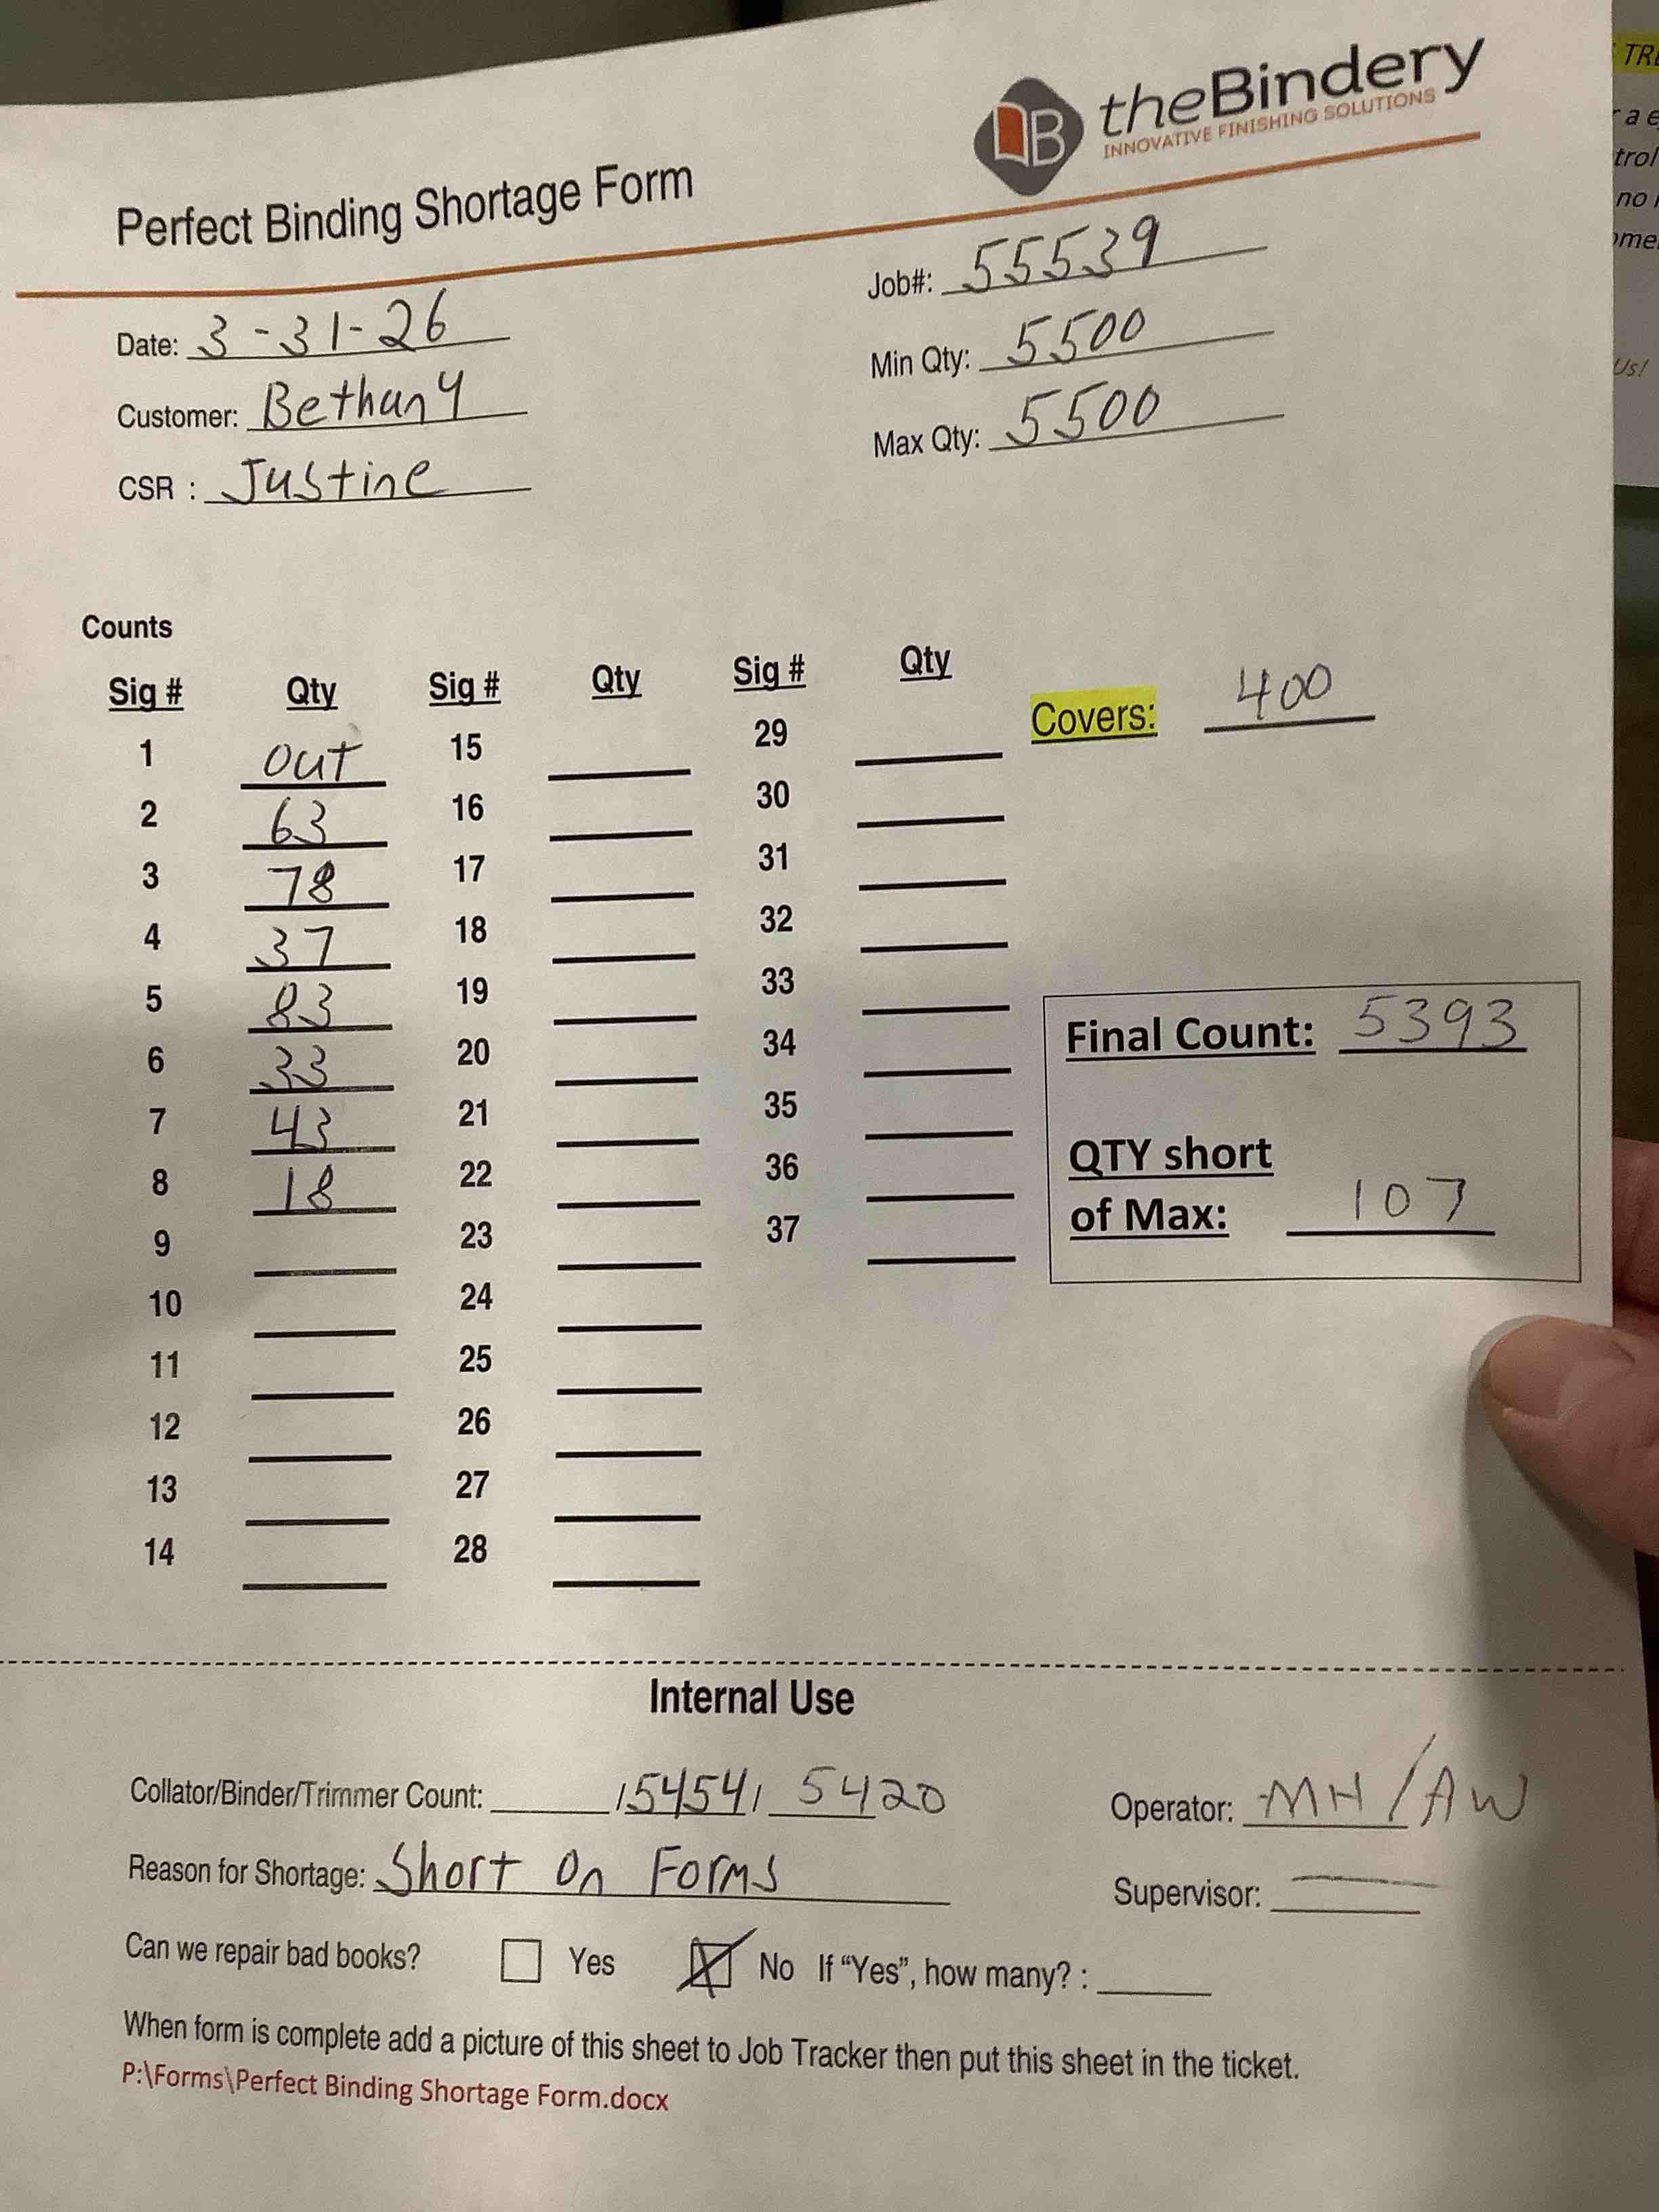 theBindery
INNOVATIVE FINISHING SOLUTIONS
Perfect Binding Shortage Form
Date: 3-31-26
Customer: Bethany
CSR : Justine
Job#: 55539
Min Qty: 5500
Max Qty: 5500
Counts
Sig # Qty Sig # Qty Sig # Qty
Covers: 400
1 out 15 29
2 63 16 30
3 78 17 31
4 37 18 32
5 83 19 33
6 33 20 34
7 43 21 35
8 18 22 36
9 23 37
10 24
11 25
12 26
13 27
14 28
Final Count: 5393
QTY short
of Max: 107
Internal Use
Collator/Binder/Trimmer Count: / 5454 / 5420 Operator: MH/AW
Reason for Shortage: Short On Forms Supervisor:
Can we repair bad books? Yes No If “Yes”, how many? :
When form is complete add a picture of this sheet to Job Tracker then put this sheet in the ticket.
P:\Forms\Perfect Binding Shortage Form.docx
Us!